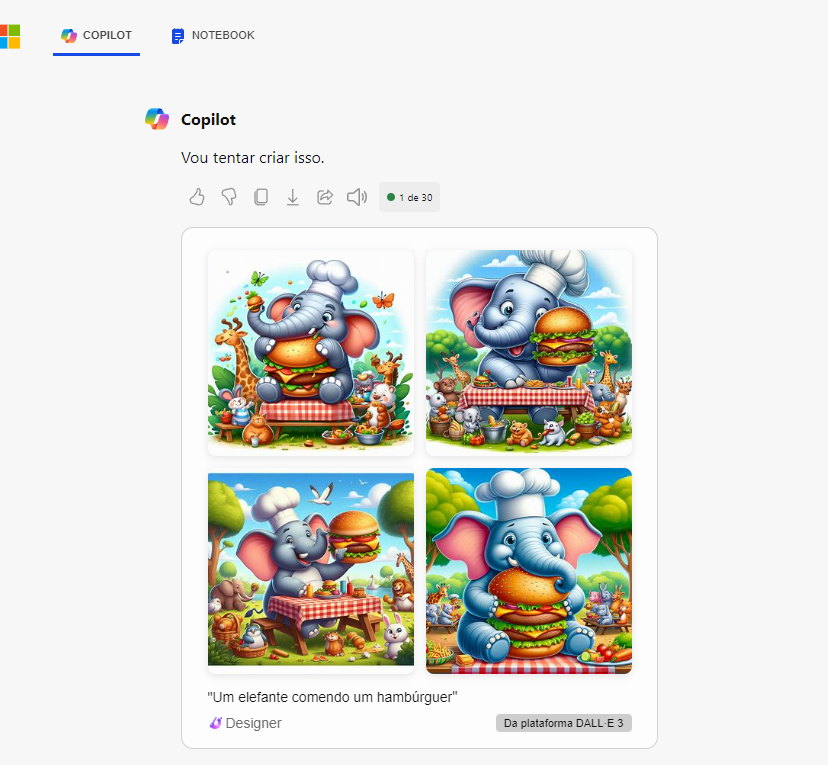 COPILOT
NOTEBOOK
Copilot
Vou tentar criar isso.
1 de 30
"Um elefante comendo um hambúrguer"
Designer
Da plataforma DALL·E 3